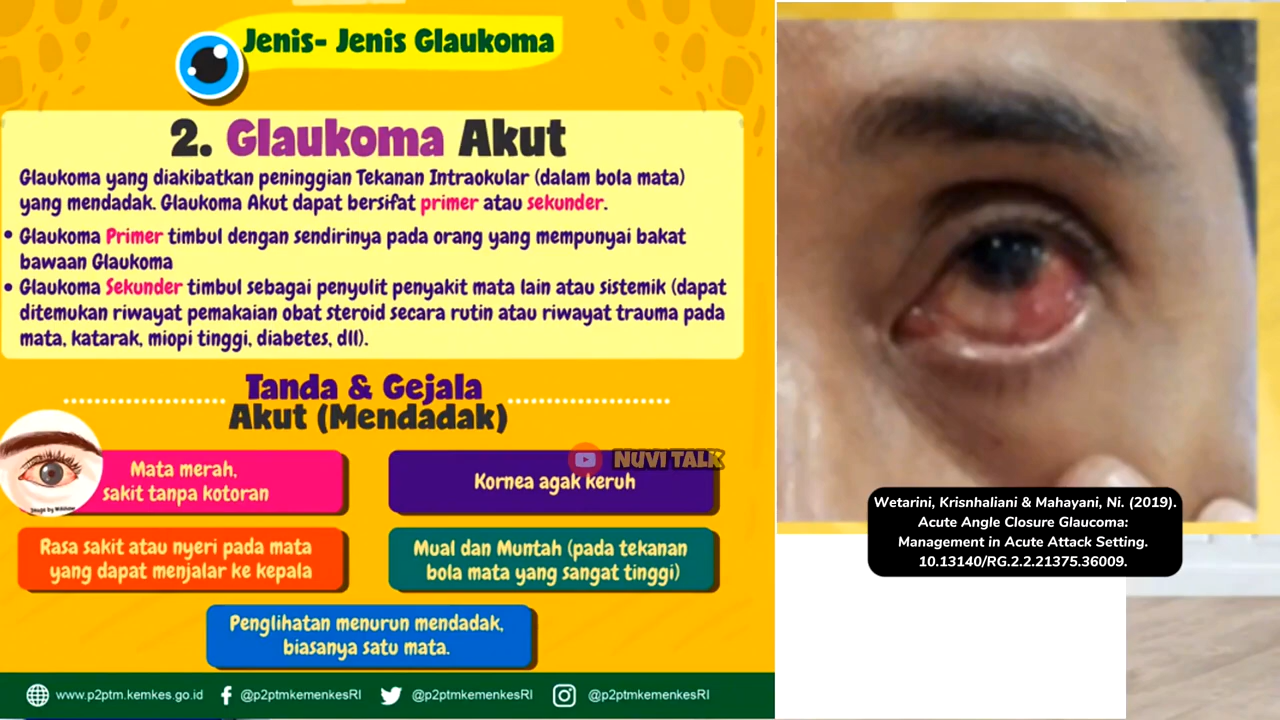 Jenis- Jenis Glaukoma
2. Glaukoma Akut
Glaukoma yang diakibatkan peninggian Tekanan Intraokular (dalam bola mata)
yang mendadak. Glaukoma Akut dapat bersifat primer atau sekunder.
• Glaukoma Primer timbul dengan sendirinya pada orang yang mempunyai bakat
bawaan Glaukoma
• Glaukoma Sekunder timbul sebagai penyulit penyakit mata lain atau sistemik (dapat
ditemukan riwayat pemakaian obat steroid secara rutin atau riwayat trauma pada
mata, katarak, miopi tinggi, diabetes, dll).
Tanda & Gejala
Akut (Mendadak)
Mata merah,
sakit tanpa kotoran
NUVI TALK
Kornea agak keruh
Rasa sakit atau nyeri pada mata
yang dapat menjalar ke kepala
Mual dan Muntah (pada tekanan
bola mata yang sangat tinggi)
Penglihatan menurun mendadak,
biasanya satu mata.
www.p2ptm.kemkes.go.id
@p2ptmkemenkesRI
@p2ptmkemenkesRI
@p2ptmkemenkesRI
Wetarini, Krisnhaliani & Mahayani, Ni. (2019).
Acute Angle Closure Glaucoma:
Management in Acute Attack Setting.
10.13140/RG.2.2.21375.36009.